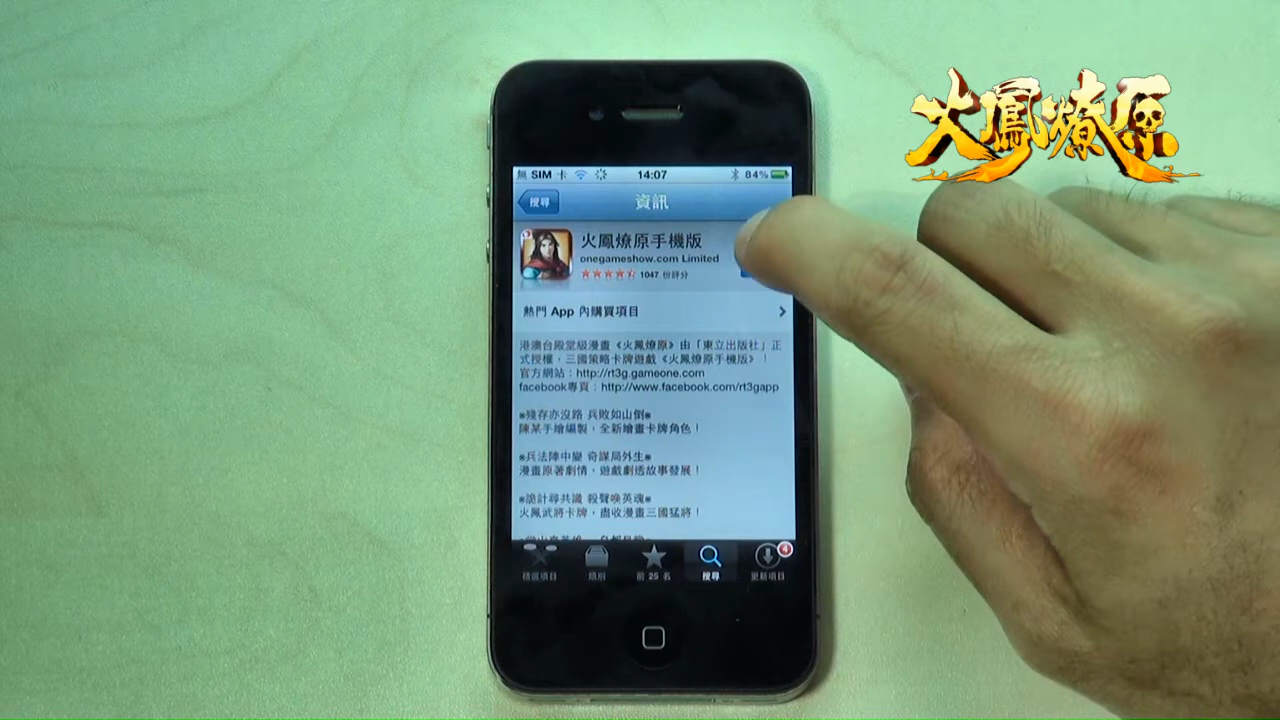 火鳳燎原
無 SIM 卡 14:07 84%
搜尋 資訊
火鳳燎原手機版
onegameshow.com Limited
1047 份評分
熱門 App 內購買項目
港澳台殿堂級漫畫《火鳳燎原》由「東立出版社」正
式授權，三國策略卡牌遊戲《火鳳燎原手機版》！
官方網站：http://rt3g.gameone.com
facebook專頁：http://www.facebook.com/rt3gapp
※殘存亦沒路 兵敗如山倒※
陳某手繪編製，全新繪畫卡牌角色！
※兵法陣中變 奇謀局外生※
漫畫原著劇情，遊戲劇透故事發展！
※詭計尋共識 殺聲喚英魂※
火鳳武將卡牌，盡收漫畫三國猛將！
4
精選項目 類別 前 25 名 搜尋 更新項目